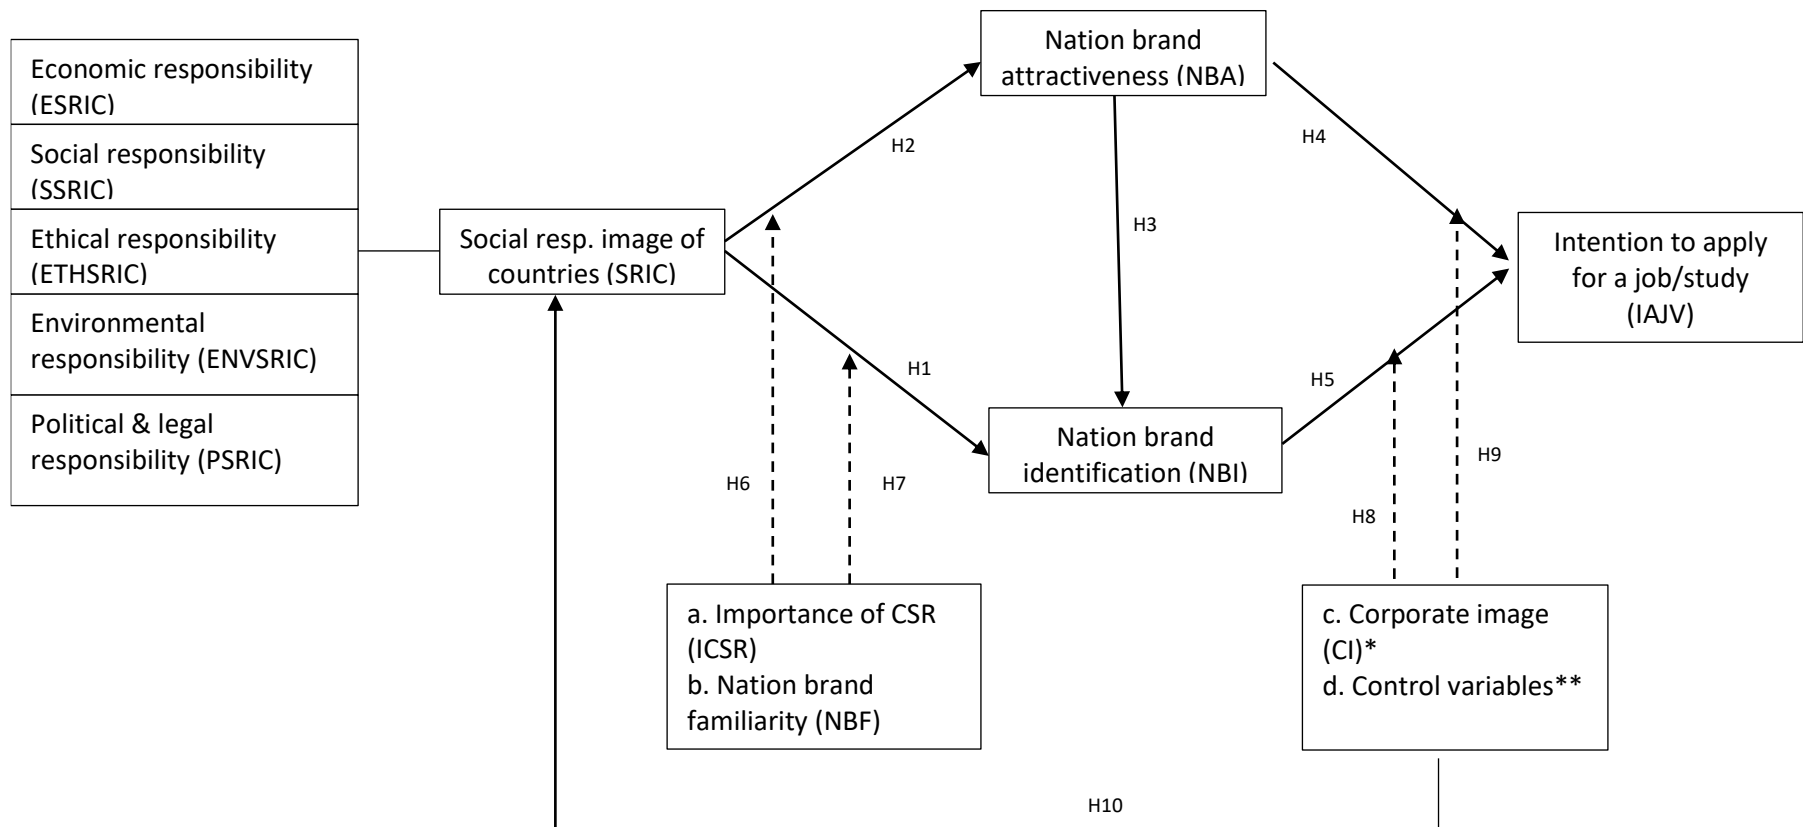 Economic responsibility
(ESRIC)
Social responsibility
(SSRIC)
Ethical responsibility
(ETHSRIC)
Environmental
responsibility (ENVSRIC)
Political & legal
responsibility (PSRIC)
Social resp. image of
countries (SRIC)
Nation brand
attractiveness (NBA)
H2
H4
H3
H1
H5
Nation brand
identification (NBI)
Intention to apply
for a job/study
(IAJV)
H6
H7
H8
H9
a. Importance of CSR
(ICSR)
b. Nation brand
familiarity (NBF)
c. Corporate image
(CI)*
d. Control variables**
H10